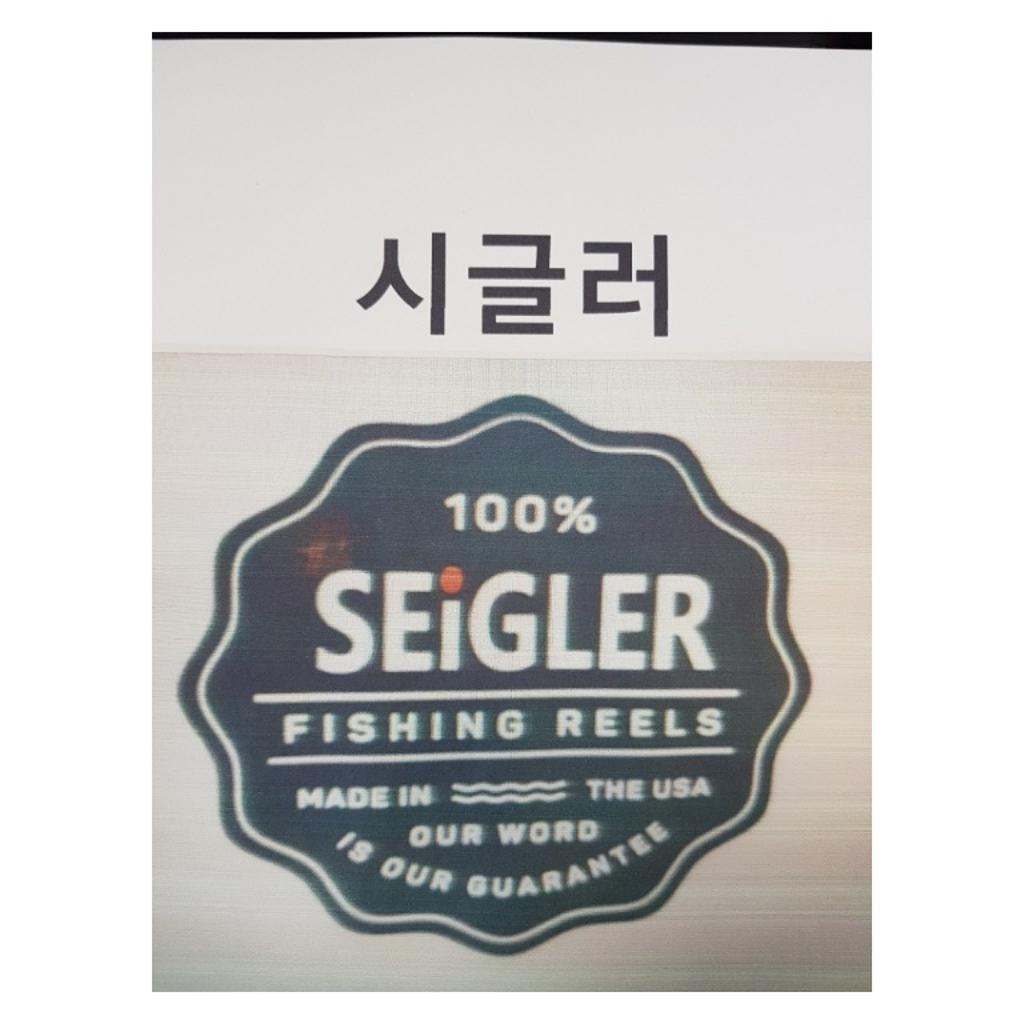 시글러
100%
SEiGLER
FISHING REELS
MADE IN THE USA
OUR WORD
IS OUR GUARANTEE